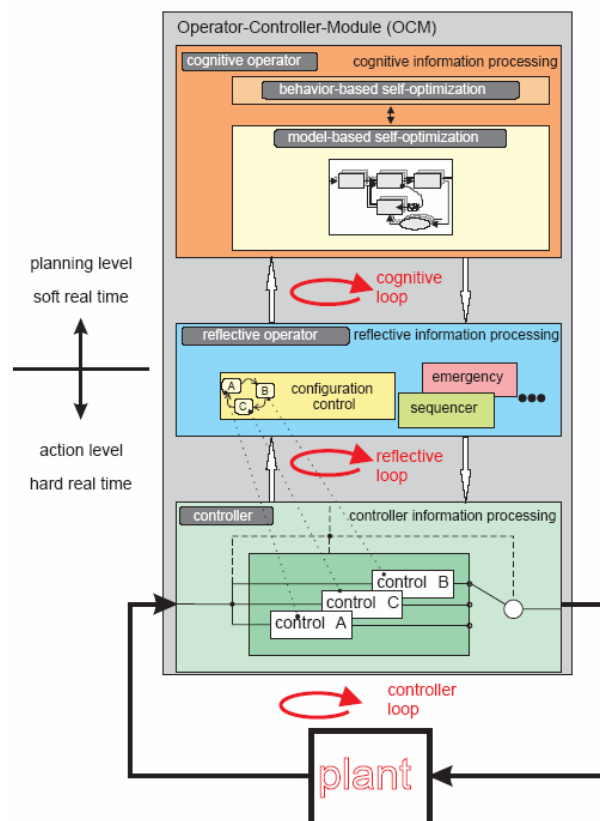 Operator-Controller-Module (OCM)
cognitive operator
cognitive information processing
behavior-based self-optimization
model-based self-optimization
planning level
soft real time
cognitive
loop
reflective operator
reflective information processing
A
B
C
configuration
control
emergency
sequencer
action level
hard real time
reflective
loop
controller
controller information processing
control B
control C
control A
controller
loop
plant